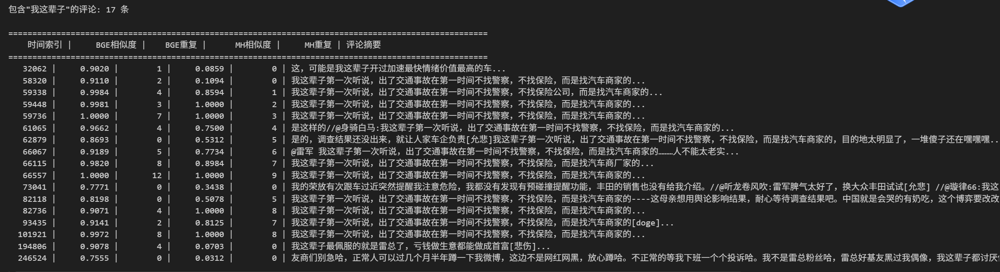 包含"我这辈子"的评论: 17 条
====================================================================================================
时间索引 | BGE相似度 | BGE重复 | MH相似度 | MH重复 | 评论摘要
====================================================================================================
32062 | 0.9020 | 1 | 0.0859 | 0 | 这，可能是我这辈子开过加速最快情绪价值最高的车...
58320 | 0.9110 | 2 | 0.1094 | 0 | 我这辈子第一次听说，出了交通事故在第一时间不找警察，不找保险，而是找汽车商家的...
59338 | 0.9984 | 4 | 0.8594 | 1 | 我这辈子第一次听说，出了交通事故在第一时间不找警察，不找保险公司，而是找汽车商家的...
59448 | 0.9981 | 3 | 1.0000 | 2 | 我这辈子第一次听说，出了交通事故在第一时间不找警察，不找保险，而是找汽车商家的...
59736 | 1.0000 | 7 | 1.0000 | 3 | 我这辈子第一次听说，出了交通事故在第一时间不找警察，不找保险，而是找汽车商家的...
61065 | 0.9662 | 4 | 0.7500 | 4 | 是这样的//@身骑白马:我这辈子第一次听说，出了交通事故在第一时间不找警察，不找保险，而是找汽车商家的...
62879 | 0.8693 | 0 | 0.5312 | 5 | 是的，调查结果还没出来，就让人家车企负责[允悲]我这辈子第一次听说，出了交通事故在第一时间不找警察，不找保险，而是找汽车商家的，目的地太明显了，一堆傻子还在嘿嘿嘿...
66067 | 0.9189 | 5 | 0.7734 | 6 | @雷军 我这辈子第一次听说，出了交通事故在第一时间不找警察，不找保险，而是找汽车商家的………人不能太老实...
66115 | 0.9820 | 8 | 0.8984 | 7 | 我这辈子第一次听说，出了交通事故在第一时间不找警察，不找保险，而是找汽车商厂家的...
66557 | 1.0000 | 12 | 1.0000 | 9 | 我这辈子第一次听说，出了交通事故在第一时间不找警察，不找保险，而是找汽车商家的...
73041 | 0.7771 | 0 | 0.3438 | 0 | 我的荣放有次跟车过近突然提醒我注意危险，我都没有发现有预碰撞提醒功能，丰田的销售也没有给我介绍。//@听龙卷风吹:雷军脾气太好了，换大众丰田试试[允悲] //@璇律66:我这
82118 | 0.8198 | 0 | 0.5078 | 5 | 我这辈子第一次听说，出了交通事故在第一时间不找警察，不找保险，而是找汽车商家的----这母亲想用舆论影响结果，耐心等待调查结果吧。中国就是会哭的有奶吃，这个博弈要改改
82736 | 0.9071 | 4 | 1.0000 | 8 | 我这辈子第一次听说，出了交通事故在第一时间不找警察，不找保险，而是找汽车商家的...
93435 | 0.9141 | 2 | 0.8125 | 7 | 我这辈子第一次听说，出了交通事故在第一时间不找警察，不找保险，而是找汽车商家的[doge]...
101921 | 0.9972 | 8 | 1.0000 | 8 | 我这辈子第一次听说，出了交通事故在第一时间不找警察，不找保险，而是找汽车商家的...
194806 | 0.9078 | 4 | 0.0703 | 0 | 我这辈子最佩服的就是雷总了，亏钱做生意都能做成首富[悲伤]...
246524 | 0.7555 | 0 | 0.0312 | 0 | 友商们别急哈，正常人可以过几个月半年蹲一下我微博，这边不是网红网黑，放心蹲哈。不正常的等我下班一个个投诉哈。我不是雷总粉丝哈，雷总好基友黑过我偶像，我这辈子都讨厌